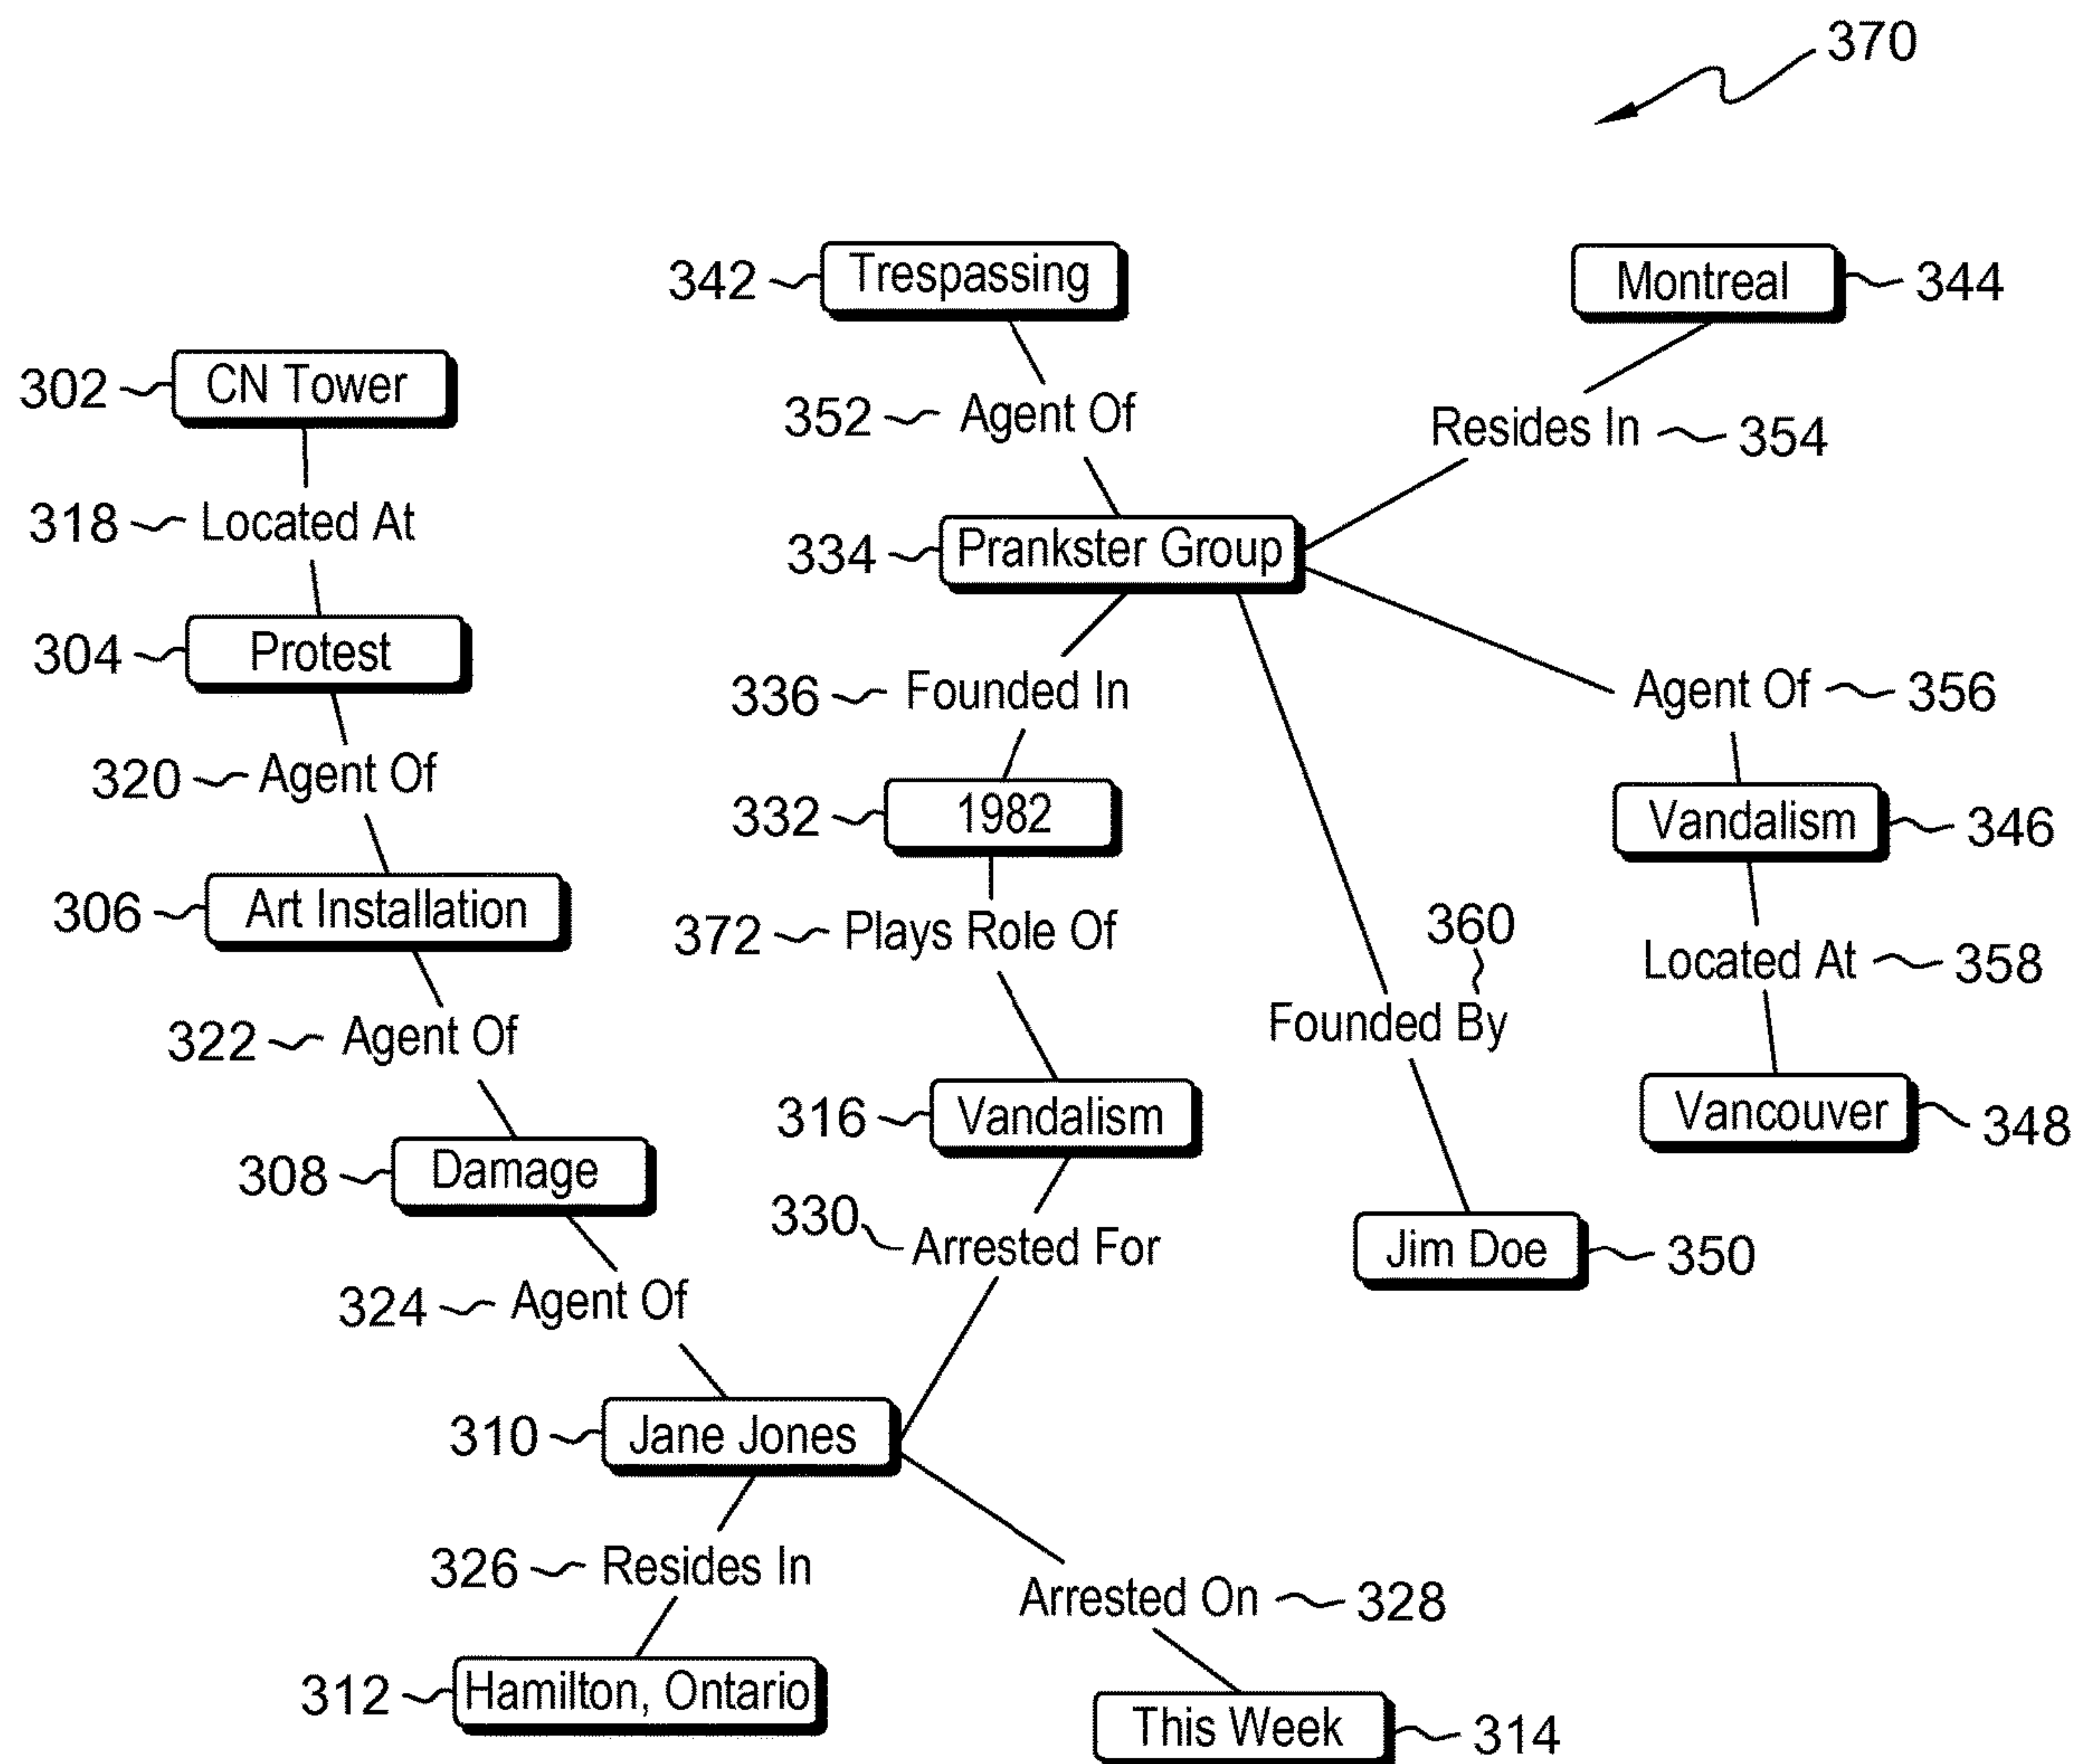 370
342 Trespassing
Montreal 344
302 CN Tower
352 Agent Of
Resides In 354
318 Located At
334 Prankster Group
304 Protest
336 Founded In
Agent Of 356
320 Agent Of
332 1982
Vandalism 346
306 Art Installation
372 Plays Role Of
360
Founded By
Located At 358
322 Agent Of
316 Vandalism
Vancouver 348
308 Damage
330 Arrested For
Jim Doe 350
324 Agent Of
310 Jane Jones
326 Resides In
Arrested On 328
312 Hamilton, Ontario
This Week 314